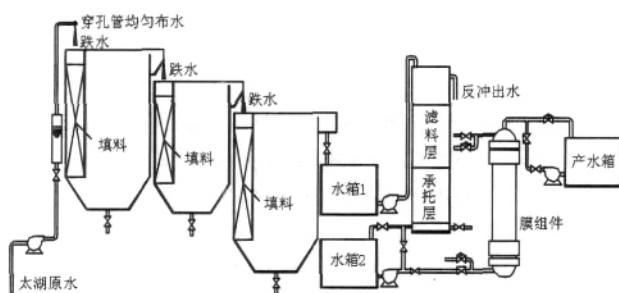 穿孔管均匀布水
跌水
跌水
跌水
填料
填料
填料
太湖原水
水箱1
水箱2
滤料层
承托层
反冲出水
膜组件
产水箱